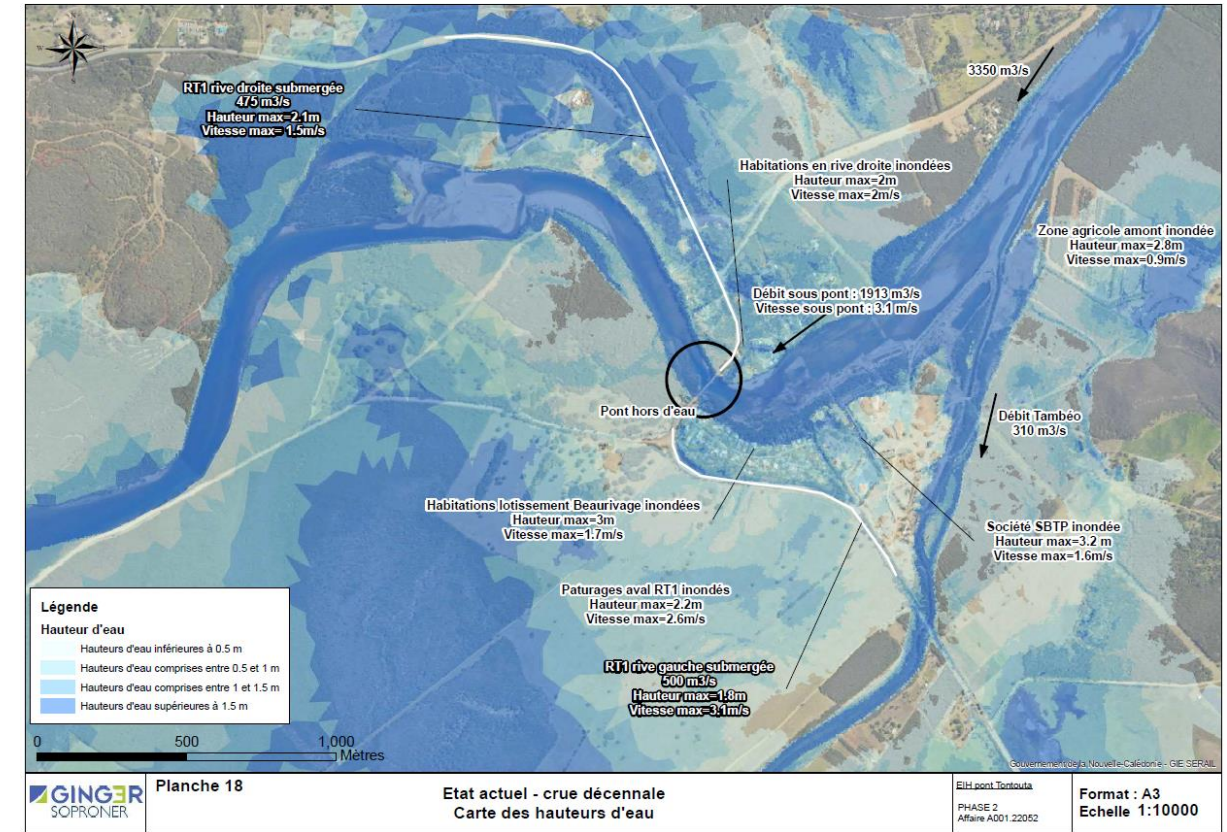 3350 m3/s
RT1 rive droite submergée
475 m3/s
Hauteur max=2.1m
Vitesse max= 1.5m/s
Habitations en rive droite inondées
Hauteur max=2m
Vitesse max=2m/s
Zone agricole amont inondée
Hauteur max=2.8m
Vitesse max=0.9m/s
Débit sous pont : 1913 m3/s
Vitesse sous pont : 3.1 m/s
Pont hors d'eau
Débit Tambéo
310 m3/s
Habitations lotissement Beaurivage inondées
Hauteur max=3m
Vitesse max=1.7m/s
Société SBTP inondée
Hauteur max=3.2 m
Vitesse max=1.6m/s
Paturages aval RT1 inondés
Hauteur max=2.2m
Vitesse max=2.6m/s
RT1 rive gauche submergée
500 m3/s
Hauteur max=1.8m
Vitesse max=3.1m/s
Légende
Hauteur d'eau
Hauteurs d'eau inférieures à 0.5 m
Hauteurs d'eau comprises entre 0.5 et 1 m
Hauteurs d'eau comprises entre 1 et 1.5 m
Hauteurs d'eau supérieures à 1.5 m
0 500 1,000
Mètres
Gouvernement de la Nouvelle-Calédonie - GIE SERAIL
GINGER
SOPRONER
Planche 18
Etat actuel - crue décennale
Carte des hauteurs d'eau
EIH pont Tontouta
PHASE 2
Affaire A001.22052
Format : A3
Echelle 1:10000